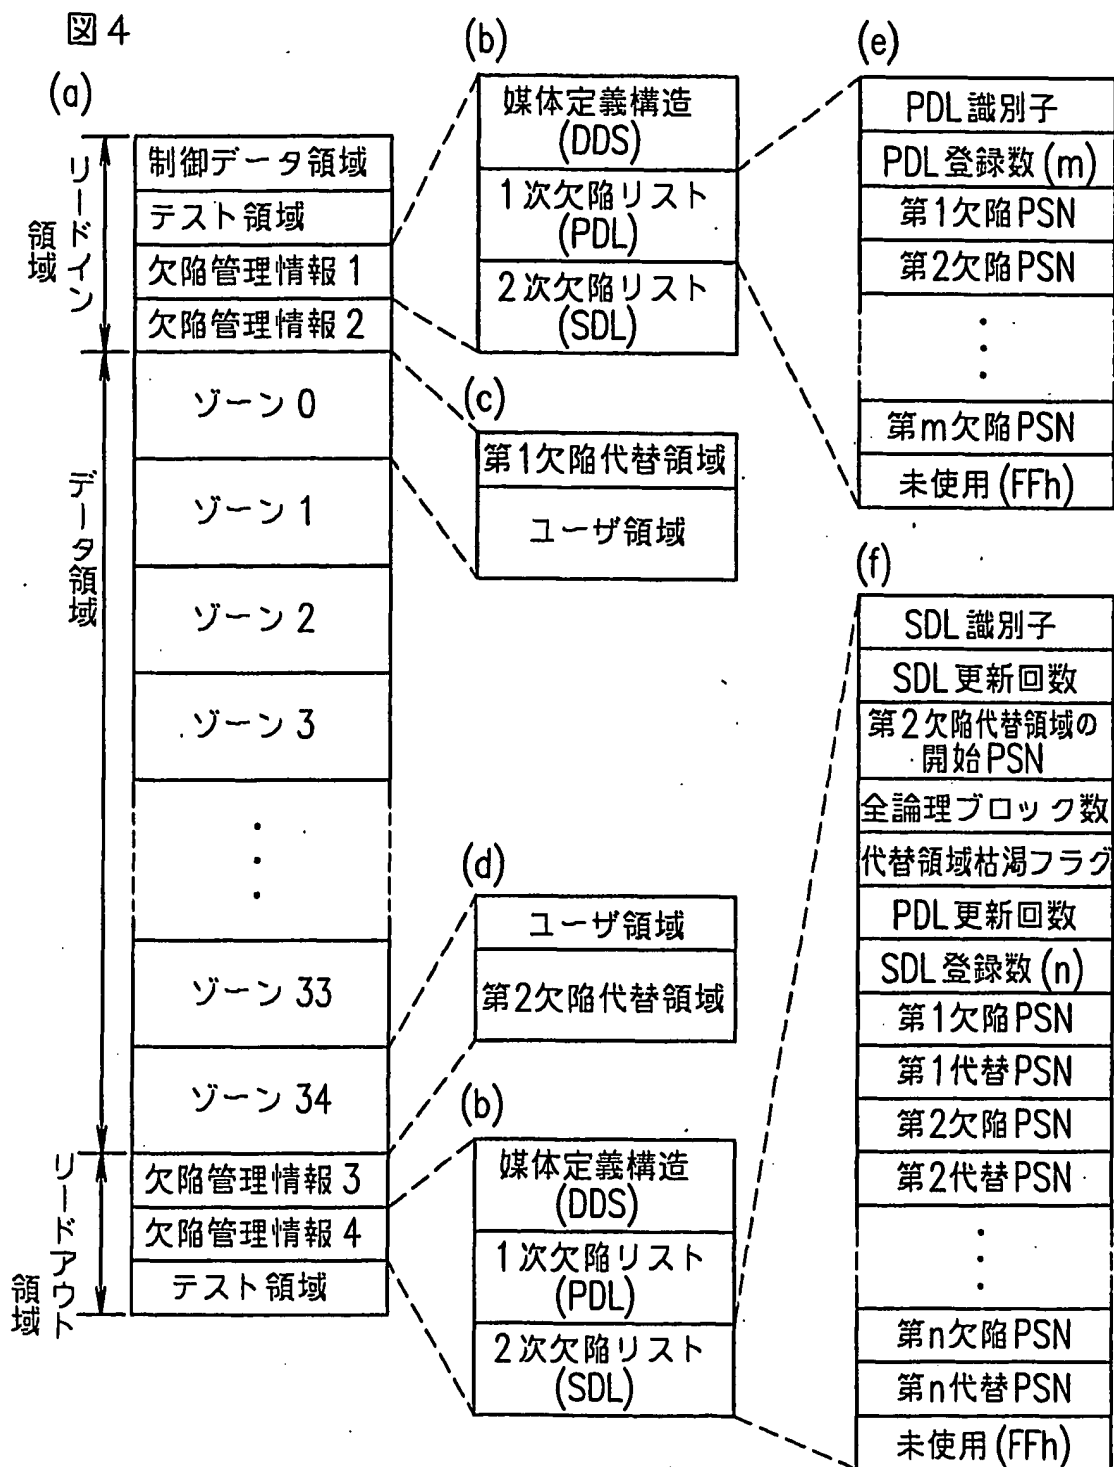 図4
(a)
リードイン
領域
制御データ領域
テスト領域
欠陥管理情報1
欠陥管理情報2
データ領域
ゾーン0
ゾーン1
ゾーン2
ゾーン3
ゾーン33
ゾーン34
リードアウト
領域
欠陥管理情報3
欠陥管理情報4
テスト領域
(b)
媒体定義構造
(DDS)
1次欠陥リスト
(PDL)
2次欠陥リスト
(SDL)
(c)
第1欠陥代替領域
ユーザ領域
(d)
ユーザ領域
第2欠陥代替領域
(b)
媒体定義構造
(DDS)
1次欠陥リスト
(PDL)
2次欠陥リスト
(SDL)
(e)
PDL識別子
PDL登録数(m)
第1欠陥PSN
第2欠陥PSN
第m欠陥PSN
未使用(FFh)
(f)
SDL識別子
SDL更新回数
第2欠陥代替領域の
開始PSN
全論理ブロック数
代替領域枯渇フラグ
PDL更新回数
SDL登録数(n)
第1欠陥PSN
第1代替PSN
第2欠陥PSN
第2代替PSN
第n欠陥PSN
第n代替PSN
未使用(FFh)